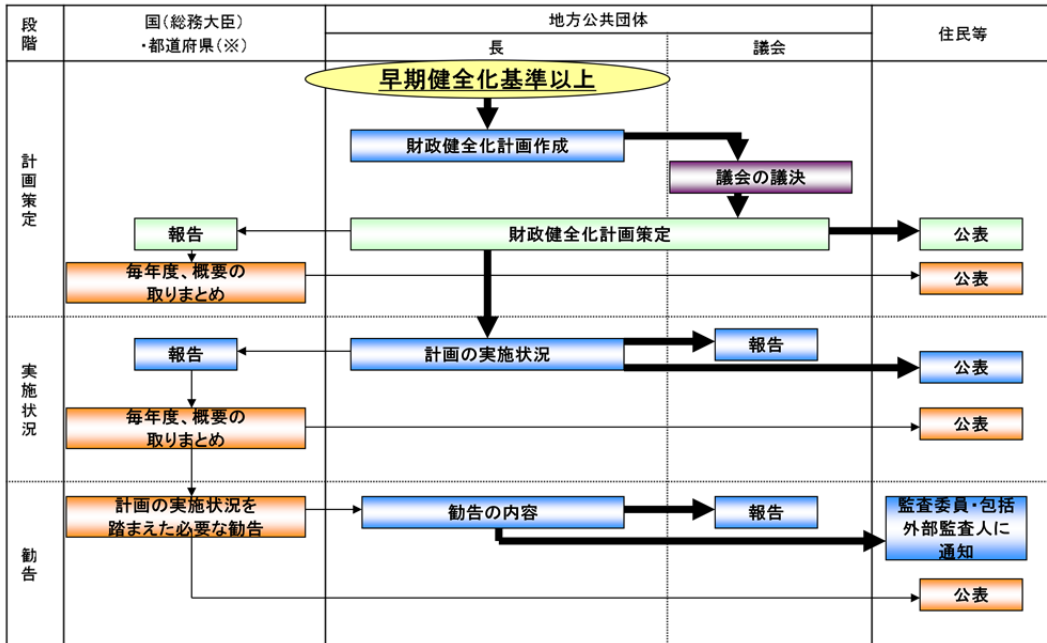 段階
国(総務大臣)
・都道府県(※)
地方公共団体
長
議会
住民等
計画策定
早期健全化基準以上
財政健全化計画作成
議会の議決
報告
財政健全化計画策定
公表
毎年度、概要の
取りまとめ
公表
実施状況
報告
計画の実施状況
報告
公表
毎年度、概要の
取りまとめ
公表
勧告
計画の実施状況を
踏まえた必要な勧告
勧告の内容
報告
監査委員・包括
外部監査人に
通知
公表